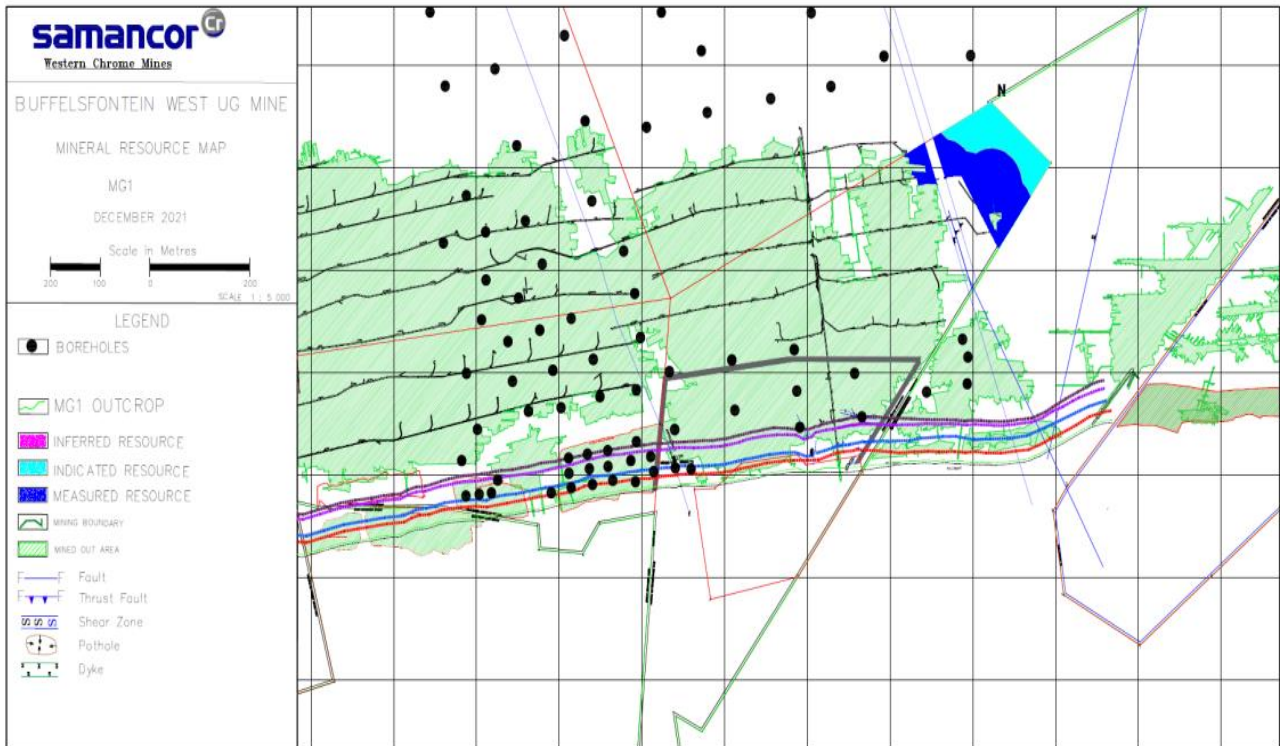 samancor Cr
Western Chrome Mines
BUFFELSFONTEIN WEST UG MINE
MINERAL RESOURCE MAP
MG1
DECEMBER 2021
Scale In Metres
200 100 0 200
SCALE 1 : 5 000
LEGEND
BOREHOLES
MG1 OUTCROP
INFERRED RESOURCE
INDICATED RESOURCE
MEASURED RESOURCE
MINING BOUNDARY
MINED OUT AREA
F F Fault
F F Thrust Fault
S S S Shear Zone
Pothole
Dyke
N